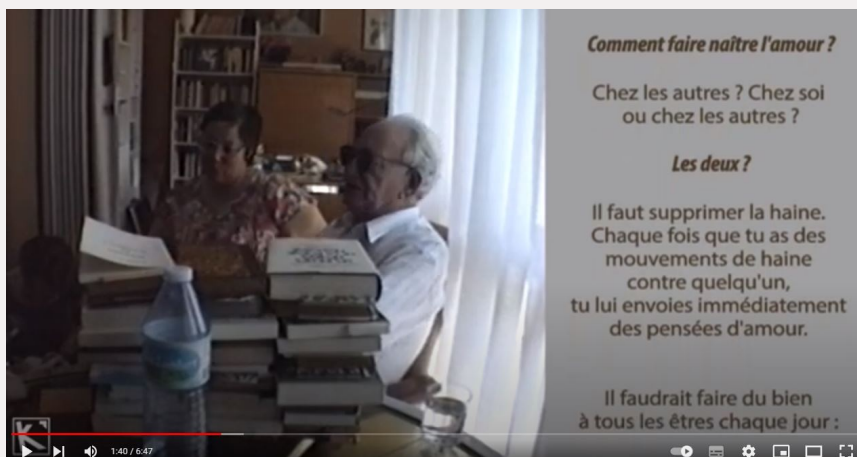 Comment faire naître l'amour ?
Chez les autres ? Chez soi
ou chez les autres ?
Les deux ?
Il faut supprimer la haine.
Chaque fois que tu as des
mouvements de haine
contre quelqu'un,
tu lui envoies immédiatement
des pensées d'amour.
Il faudrait faire du bien
à tous les êtres chaque jour :
K
1:40 / 6:47